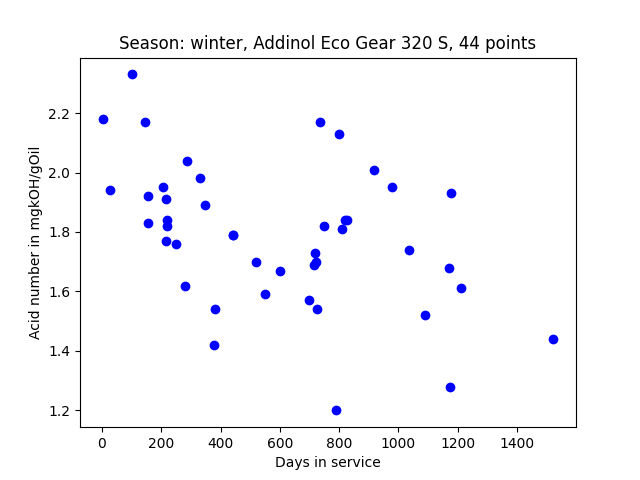 Season: winter, Addinol Eco Gear 320 S, 44 points
2.2
2.0
1.8
1.6
1.4
1.2
Acid number in mgkOH/gOil
0 200 400 600 800 1000 1200 1400
Days in service